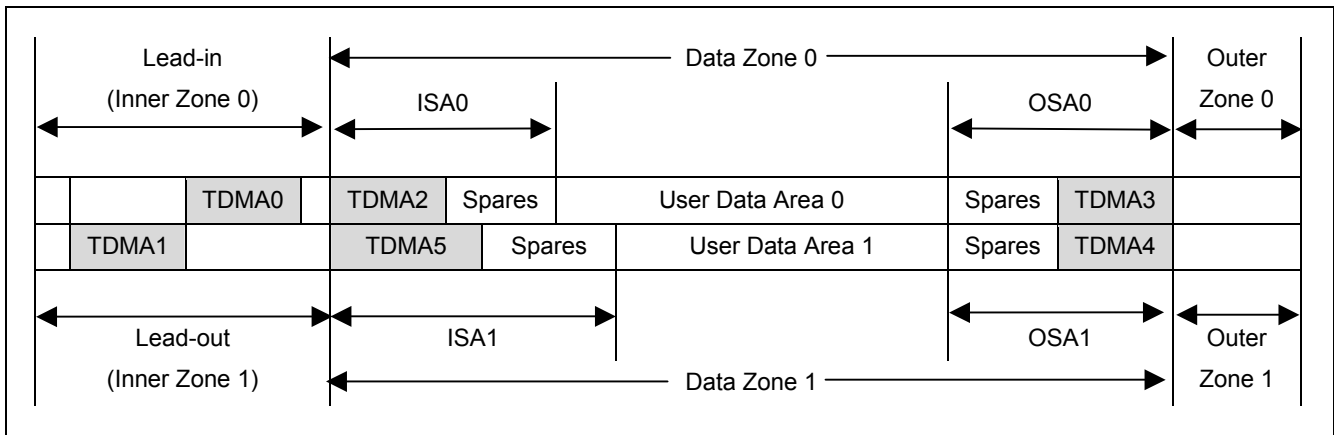 Lead-in
(Inner Zone 0)
Data Zone 0
Outer
Zone 0
ISA0
OSA0
TDMA0
TDMA2
Spares
User Data Area 0
Spares
TDMA3
TDMA1
TDMA5
Spares
User Data Area 1
Spares
TDMA4
Lead-out
(Inner Zone 1)
ISA1
OSA1
Outer
Zone 1
Data Zone 1